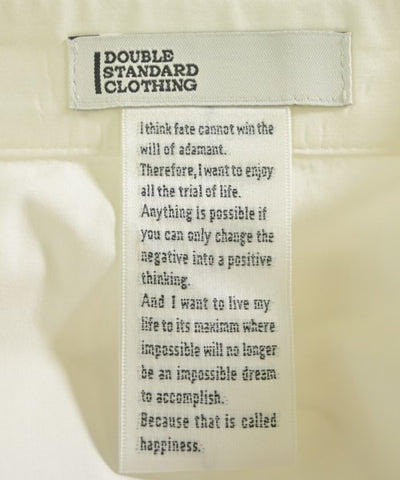 DOUBLE
STANDARD
CLOTHING
I think fate cannot win the
will of adamant.
Therefore, I want to enjoy
all the trial of life.
Anything is possible if
you can only change the
negative into a positive
thinking.
And I want to live my
life to its maximm where
impossible will no longer
be an impossible dream
to accomplish.
Because that is called
happiness.